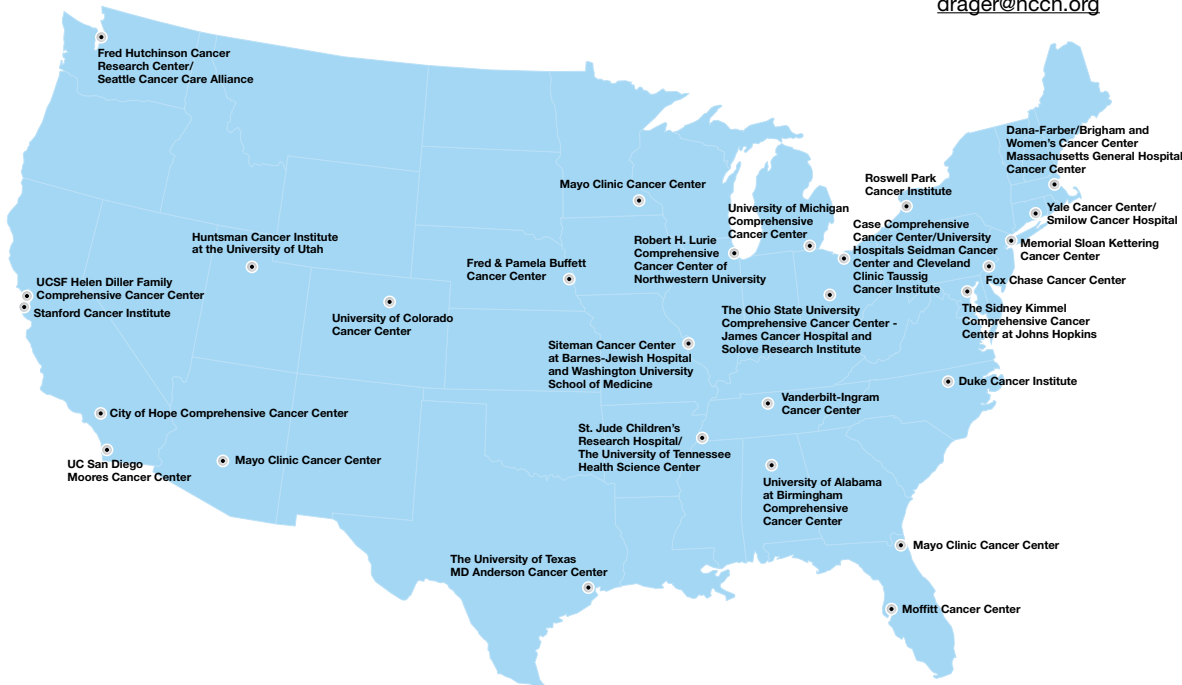 drager@nccn.org
Fred Hutchinson Cancer
Research Center/
Seattle Cancer Care Alliance
Dana-Farber/Brigham and
Women's Cancer Center
Massachusetts General Hospital
Cancer Center
Roswell Park
Cancer Institute
Mayo Clinic Cancer Center
Yale Cancer Center/
Smilow Cancer Hospital
University of Michigan
Comprehensive
Cancer Center
Case Comprehensive
Cancer Center/University
Hospitals Seidman Cancer
Center and Cleveland
Clinic Taussig
Cancer Institute
Huntsman Cancer Institute
at the University of Utah
Robert H. Lurie
Comprehensive
Cancer Center of
Northwestern University
Memorial Sloan Kettering
Cancer Center
Fred & Pamela Buffett
Cancer Center
Fox Chase Cancer Center
UCSF Helen Diller Family
Comprehensive Cancer Center
Stanford Cancer Institute
University of Colorado
Cancer Center
The Ohio State University
Comprehensive Cancer Center -
James Cancer Hospital and
Solove Research Institute
The Sidney Kimmel
Comprehensive Cancer
Center at Johns Hopkins
Siteman Cancer Center
at Barnes-Jewish Hospital
and Washington University
School of Medicine
Duke Cancer Institute
Vanderbilt-Ingram
Cancer Center
City of Hope Comprehensive Cancer Center
St. Jude Children's
Research Hospital/
The University of Tennessee
Health Science Center
UC San Diego
Moores Cancer Center
Mayo Clinic Cancer Center
University of Alabama
at Birmingham
Comprehensive
Cancer Center
Mayo Clinic Cancer Center
The University of Texas
MD Anderson Cancer Center
Moffitt Cancer Center